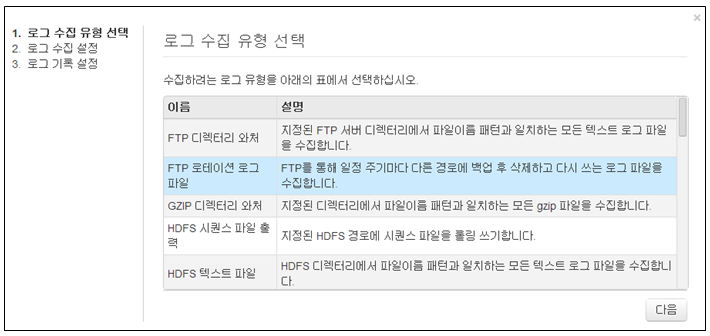 ×
1. 로그 수집 유형 선택
2. 로그 수집 설정
3. 로그 기록 설정
로그 수집 유형 선택
수집하려는 로그 유형을 아래의 표에서 선택하십시오.
이름 설명
FTP 디렉터리 와처 지정된 FTP 서버 디렉터리에서 파일이름 패턴과 일치하는 모든 텍스트 로그 파일
을 수집합니다.
FTP 로테이션 로그 FTP를 통해 일정 주기마다 다른 경로에 백업 후 삭제하고 다시 쓰는 로그 파일을
파일 수집합니다.
GZIP 디렉터리 와처 지정된 디렉터리에서 파일이름 패턴과 일치하는 모든 gzip 파일을 수집합니다.
HDFS 시퀀스 파일 출 지정된 HDFS 경로에 시퀀스 파일을 롤링 쓰기합니다.
력
HDFS 텍스트 파일 HDFS 디렉터리에서 파일이름 패턴과 일치하는 모든 텍스트 로그 파일을 수집합니
다.
다음